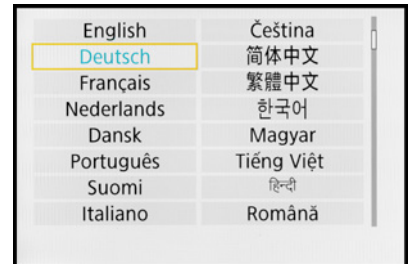 English
Deutsch
Français
Nederlands
Dansk
Português
Suomi
Italiano
Čeština
简体中文
繁體中文
한국어
Magyar
Tiếng Việt
हिन्दी
Română